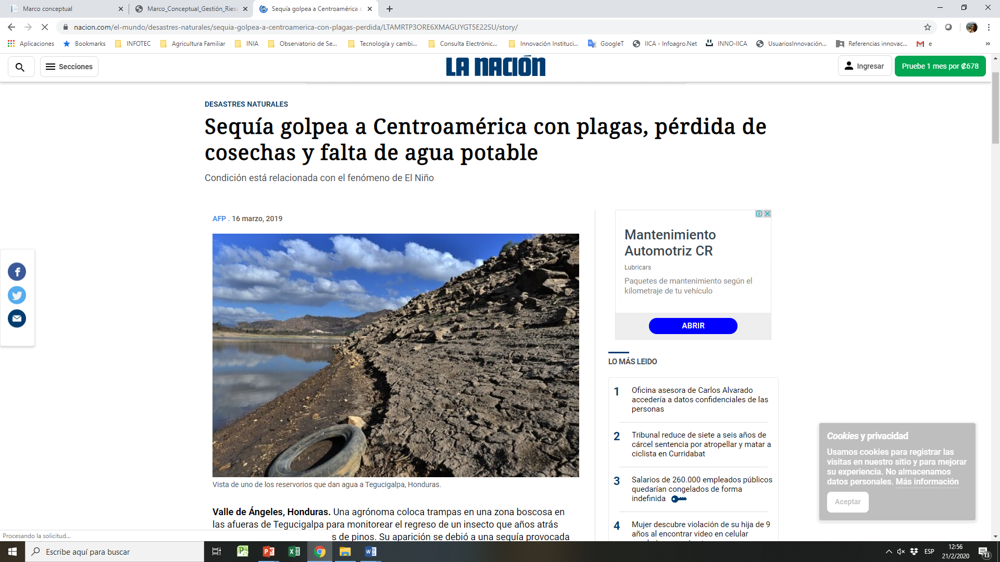 Marco conceptual
Marco_Conceptual_Gestión_Ries
Sequía golpea a Centroamérica c
nacion.com/el-mundo/desastres-naturales/sequia-golpea-a-centroamerica-con-plagas-perdida/LTAMRTP3ORE6XMAGUYGT5E22SU/story/
Aplicaciones
Bookmarks
INFOTEC
Agricultura Familiar
INIA
Observatorio de Se...
Tecnología y cambi...
Consulta Electrónic...
Innovación Instituci...
GoogleT
IICA - Infoagro.Net
INNO-IICA
UsuariosInnovación...
Referencias innovac...
e
»
Secciones
LA NACIÓN
Ingresar
Pruebe 1 mes por ₡678
DESASTRES NATURALES
Sequía golpea a Centroamérica con plagas, pérdida de
cosechas y falta de agua potable
Condición está relacionada con el fenómeno de El Niño
AFP . 16 marzo, 2019
Vista de uno de los reservorios que dan agua a Tegucigalpa, Honduras.
Valle de Ángeles, Honduras. Una agrónoma coloca trampas en una zona boscosa en
las afueras de Tegucigalpa para monitorear el regreso de un insecto que años atrás
s de pinos. Su aparición se debió a una sequía provocada
Mantenimiento
Automotriz CR
Lubricars
Paquetes de mantenimiento según el
kilometraje de tu vehículo
ABRIR
LO MÁS LEIDO
1
Oficina asesora de Carlos Alvarado
accedería a datos confidenciales de las
personas
2
Tribunal reduce de siete a seis años de
cárcel sentencia por atropellar y matar a
ciclista en Curridabat
3
Salarios de 260.000 empleados públicos
quedarían congelados de forma
indefinida
4
Mujer descubre violación de su hija de 9
años al encontrar video en celular
Cookies y privacidad
Usamos cookies para registrar las
visitas en nuestro sitio y para mejorar
su experiencia. No almacenamos
datos personales. Más información
Aceptar
Procesando la solicitud...
Escribe aquí para buscar
ESP
12:56
21/2/2020
13